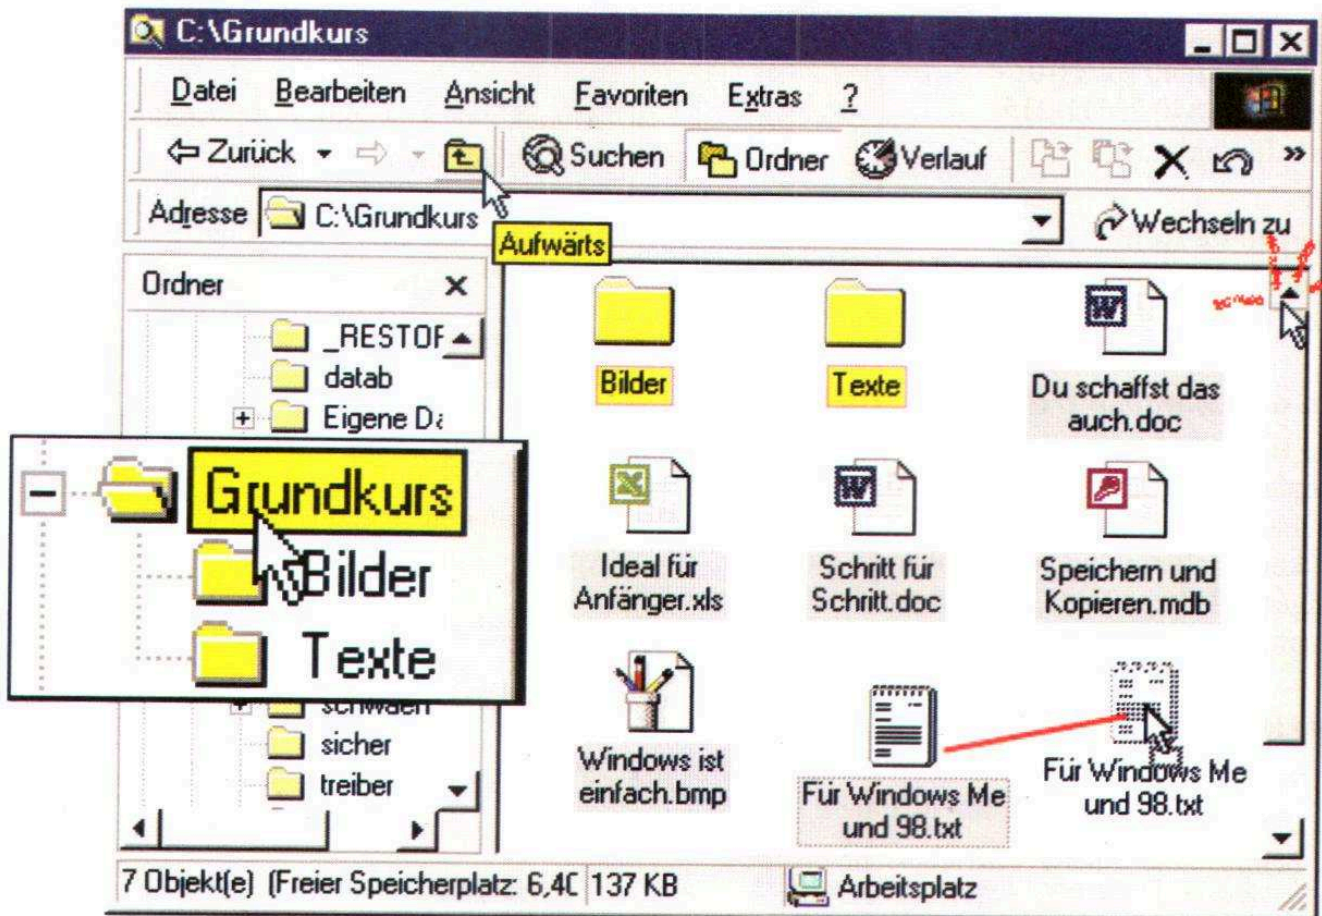 C:\Grundkurs
Datei Bearbeiten Ansicht Favoriten Extras ?
Zurück Suchen Ordner Verlauf »
Adresse C:\Grundkurs Wechseln zu
Aufwärts
Ordner
_RESTOR
datab
Eigene Da
Grundkurs
Bilder
Texte
sicher
treiber
Bilder Texte Du schaffst das
auch.doc
Ideal für
Anfänger.xls
Schritt für
Schritt.doc
Speichern und
Kopieren.mdb
Windows ist
einfach.bmp
Für Windows Me
und 98.txt
Für Windows Me
und 98.txt
7 Objekt(e) (Freier Speicherplatz: 6,4 137 KB Arbeitsplatz